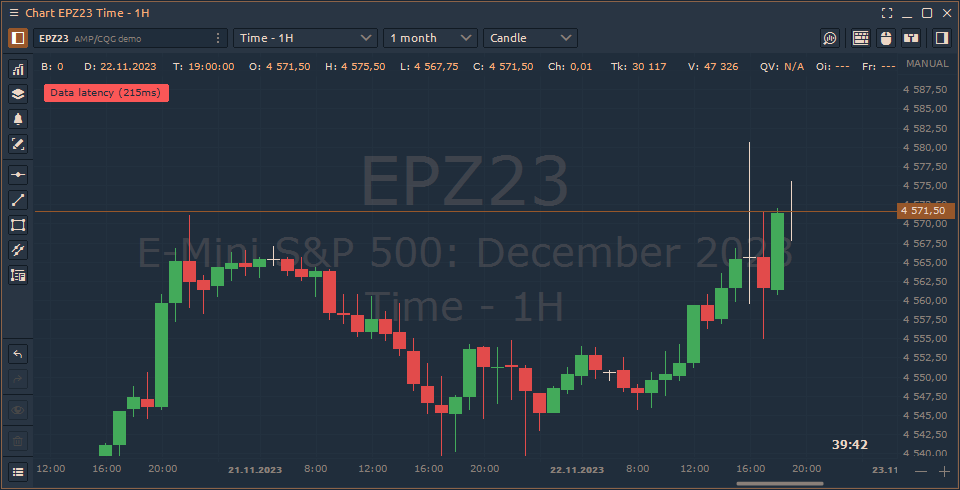 Chart EPZ23 Time - 1H
EPZ23 AMP/CQG demo Time - 1H 1 month Candle
B: 0 D: 22.11.2023 T: 19:00:00 O: 4 571,50 H: 4 575,50 L: 4 567,75 C: 4 571,50 Ch: 0,01 Tk: 30 117 V: 47 326 QV: N/A Oi: --- Fr: --- MANUAL
Data latency (215ms)
4 587,50
4 585,00
4 582,50
4 580,00
4 577,50
4 575,00
4 571,50
4 570,00
4 567,50
4 565,00
4 562,50
4 560,00
4 557,50
4 555,00
4 552,50
4 550,00
4 547,50
4 545,00
4 542,50
4 540,00
EPZ23
E-Mini S&P 500: December 2023
Time - 1H
39:42
12:00 16:00 20:00 21.11.2023 8:00 12:00 16:00 20:00 22.11.2023 8:00 12:00 16:00 20:00 23.11